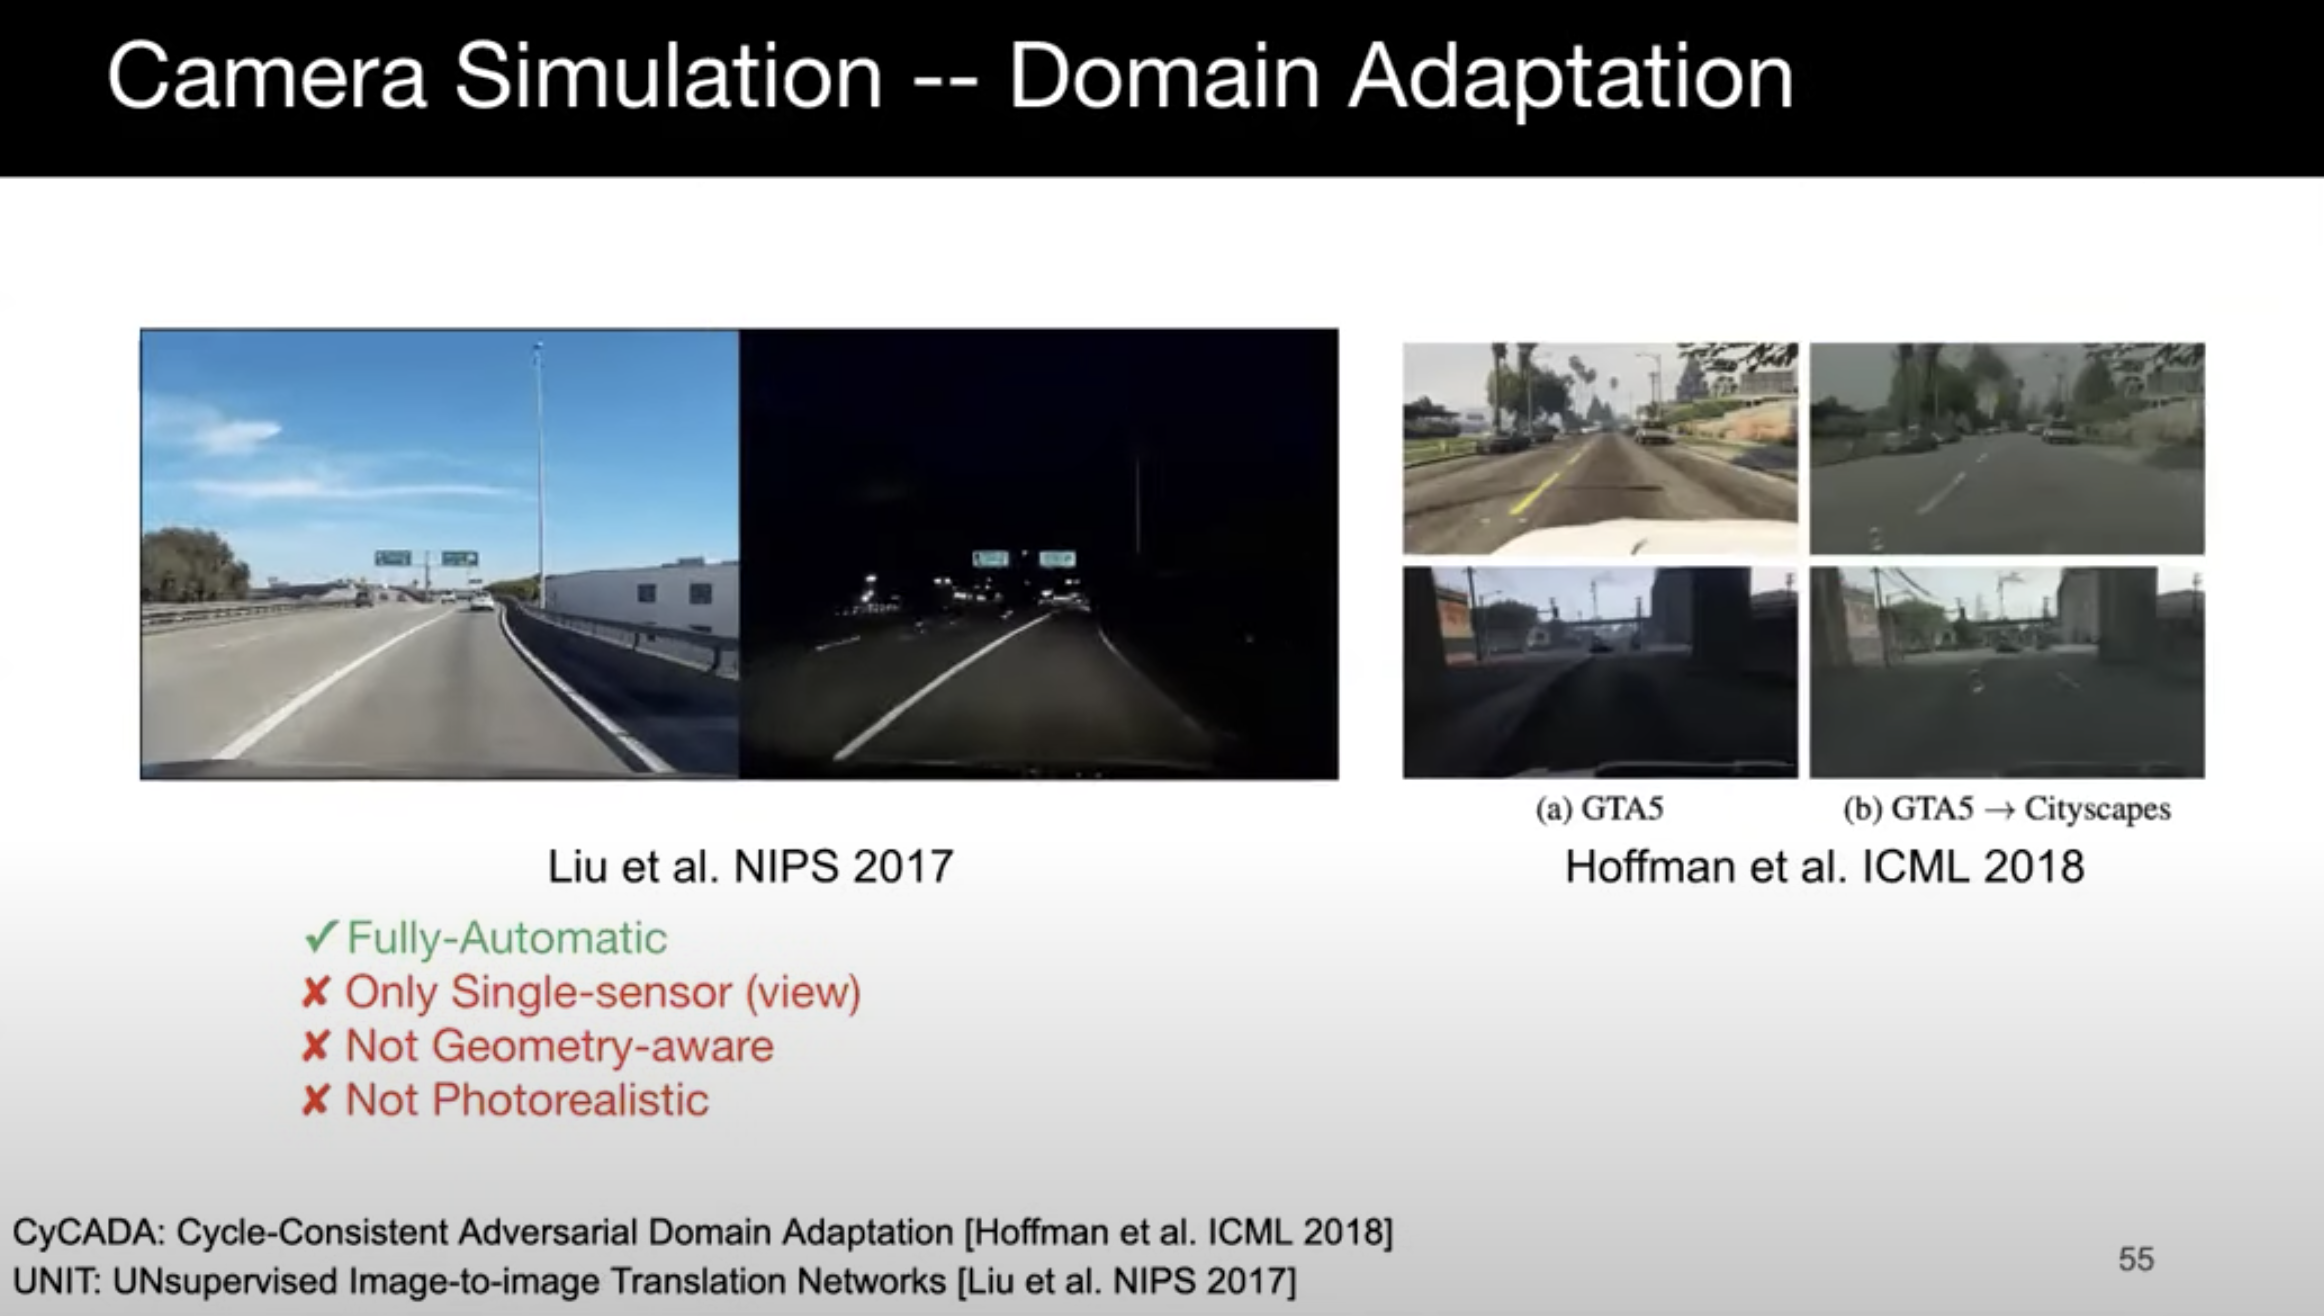 Camera Simulation -- Domain Adaptation
(a) GTA5
(b) GTA5 → Cityscapes
Liu et al. NIPS 2017
Hoffman et al. ICML 2018
✓ Fully-Automatic
✘ Only Single-sensor (view)
✘ Not Geometry-aware
✘ Not Photorealistic
CyCADA: Cycle-Consistent Adversarial Domain Adaptation [Hoffman et al. ICML 2018]
UNIT: UNsupervised Image-to-image Translation Networks [Liu et al. NIPS 2017]
55